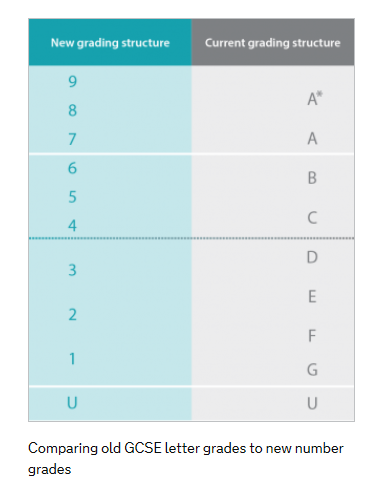 New grading structure Current grading structure
9
A*
8
7 A
6
B
5
4 C
D
3
E
2
F
1
G
U U
Comparing old GCSE letter grades to new number
grades